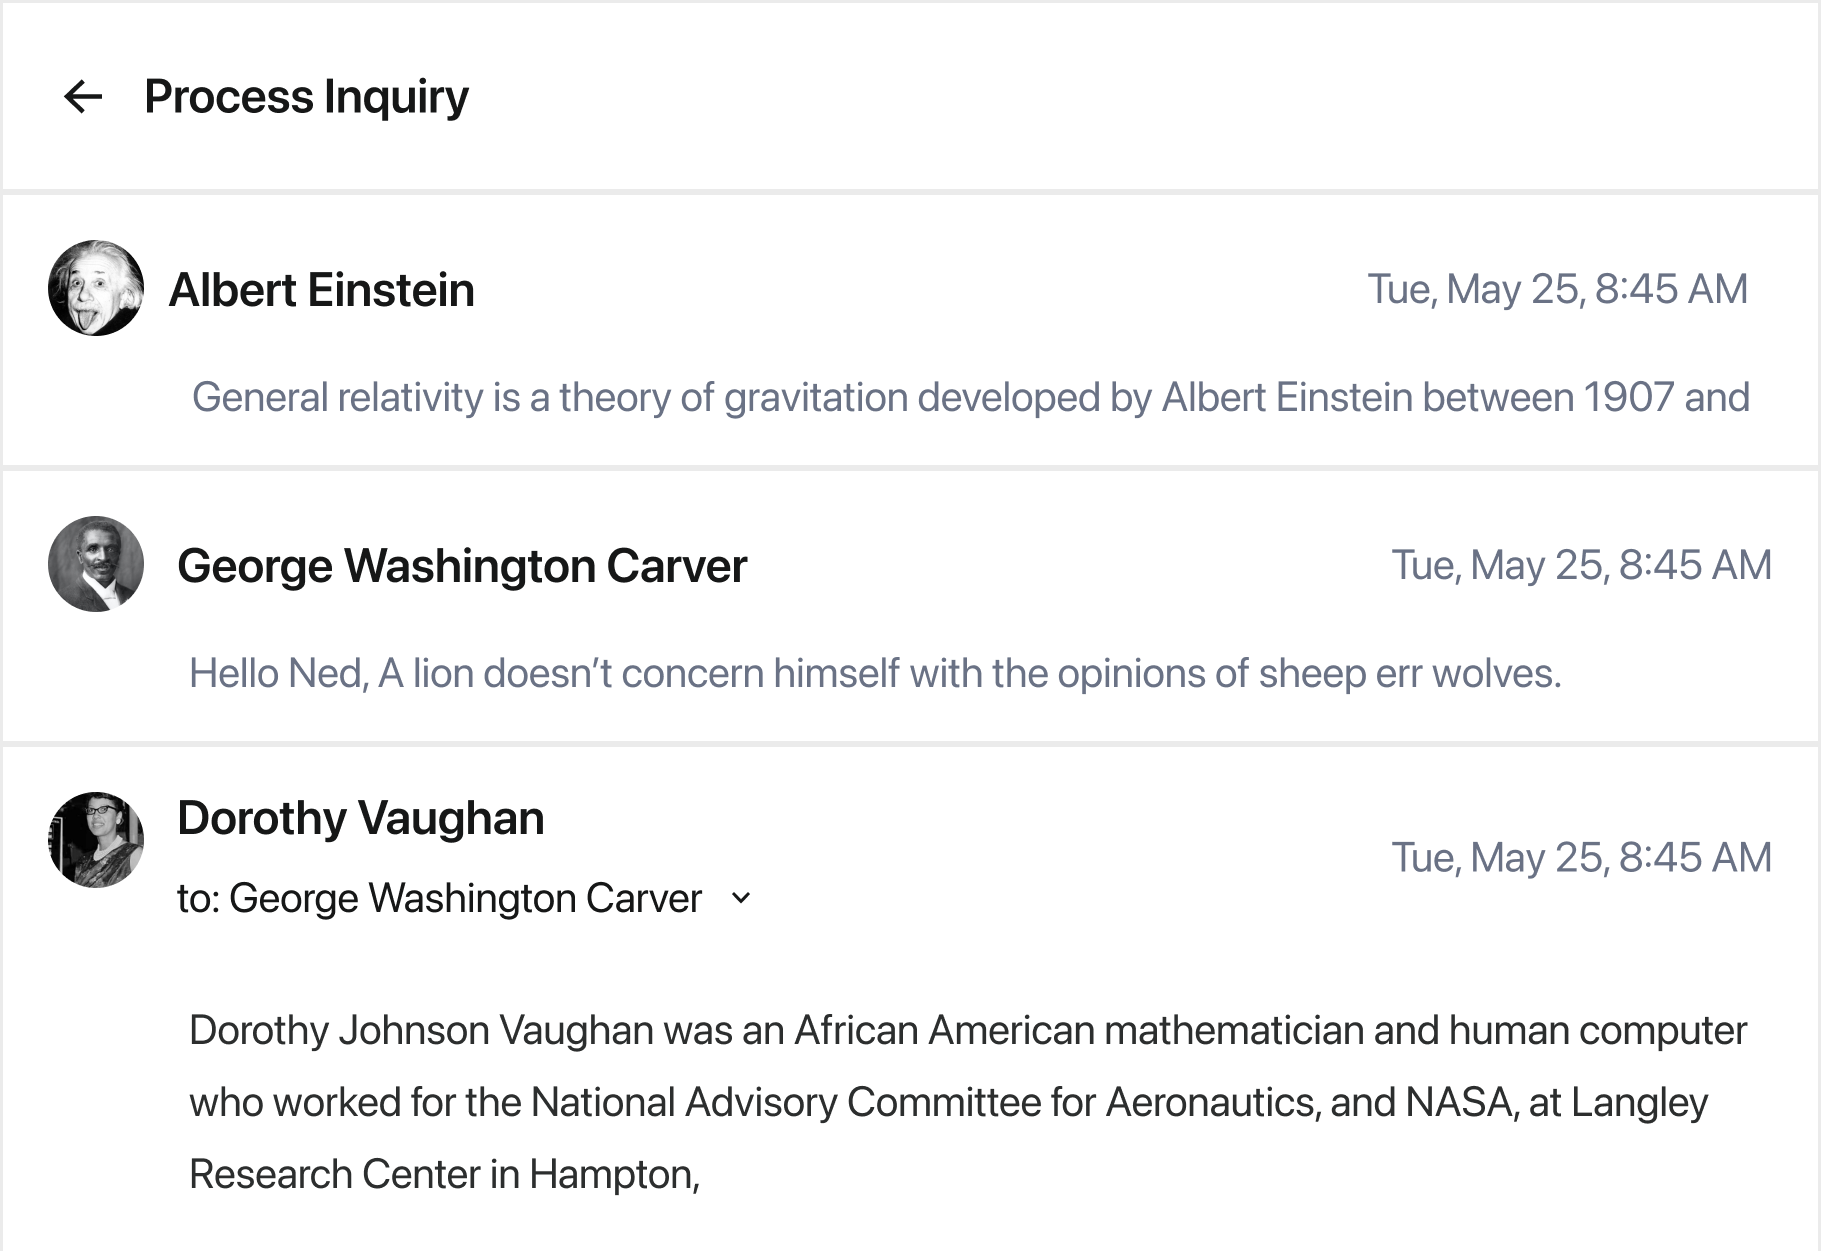 Process Inquiry
Albert Einstein
Tue, May 25, 8:45 AM
General relativity is a theory of gravitation developed by Albert Einstein between 1907 and
George Washington Carver
Tue, May 25, 8:45 AM
Hello Ned, A lion doesn’t concern himself with the opinions of sheep err wolves.
Dorothy Vaughan
Tue, May 25, 8:45 AM
to: George Washington Carver
Dorothy Johnson Vaughan was an African American mathematician and human computer
who worked for the National Advisory Committee for Aeronautics, and NASA, at Langley
Research Center in Hampton,